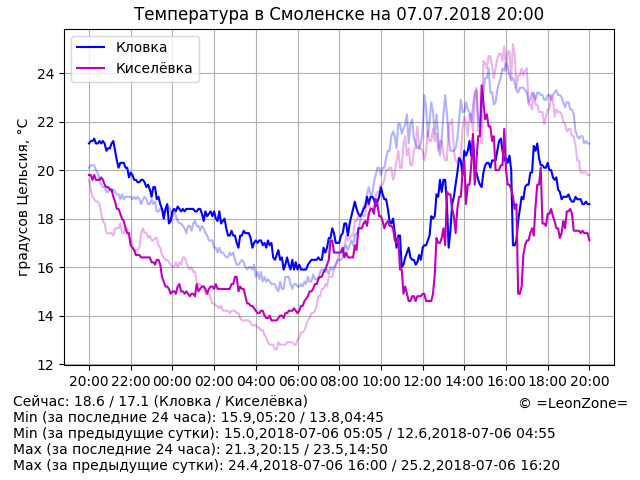 Температура в Смоленске на 07.07.2018 20:00
Кловка
Киселёвка
градусов Цельсия, °C
24
22
20
18
16
14
12
20:00 22:00 00:00 02:00 04:00 06:00 08:00 10:00 12:00 14:00 16:00 18:00 20:00
Сейчас: 18.6 / 17.1 (Кловка / Киселёвка)
© =LeonZone=
Min (за последние 24 часа): 15.9,05:20 / 13.8,04:45
Min (за предыдущие сутки): 15.0,2018-07-06 05:05 / 12.6,2018-07-06 04:55
Max (за последние 24 часа): 21.3,20:15 / 23.5,14:50
Max (за предыдущие сутки): 24.4,2018-07-06 16:00 / 25.2,2018-07-06 16:20